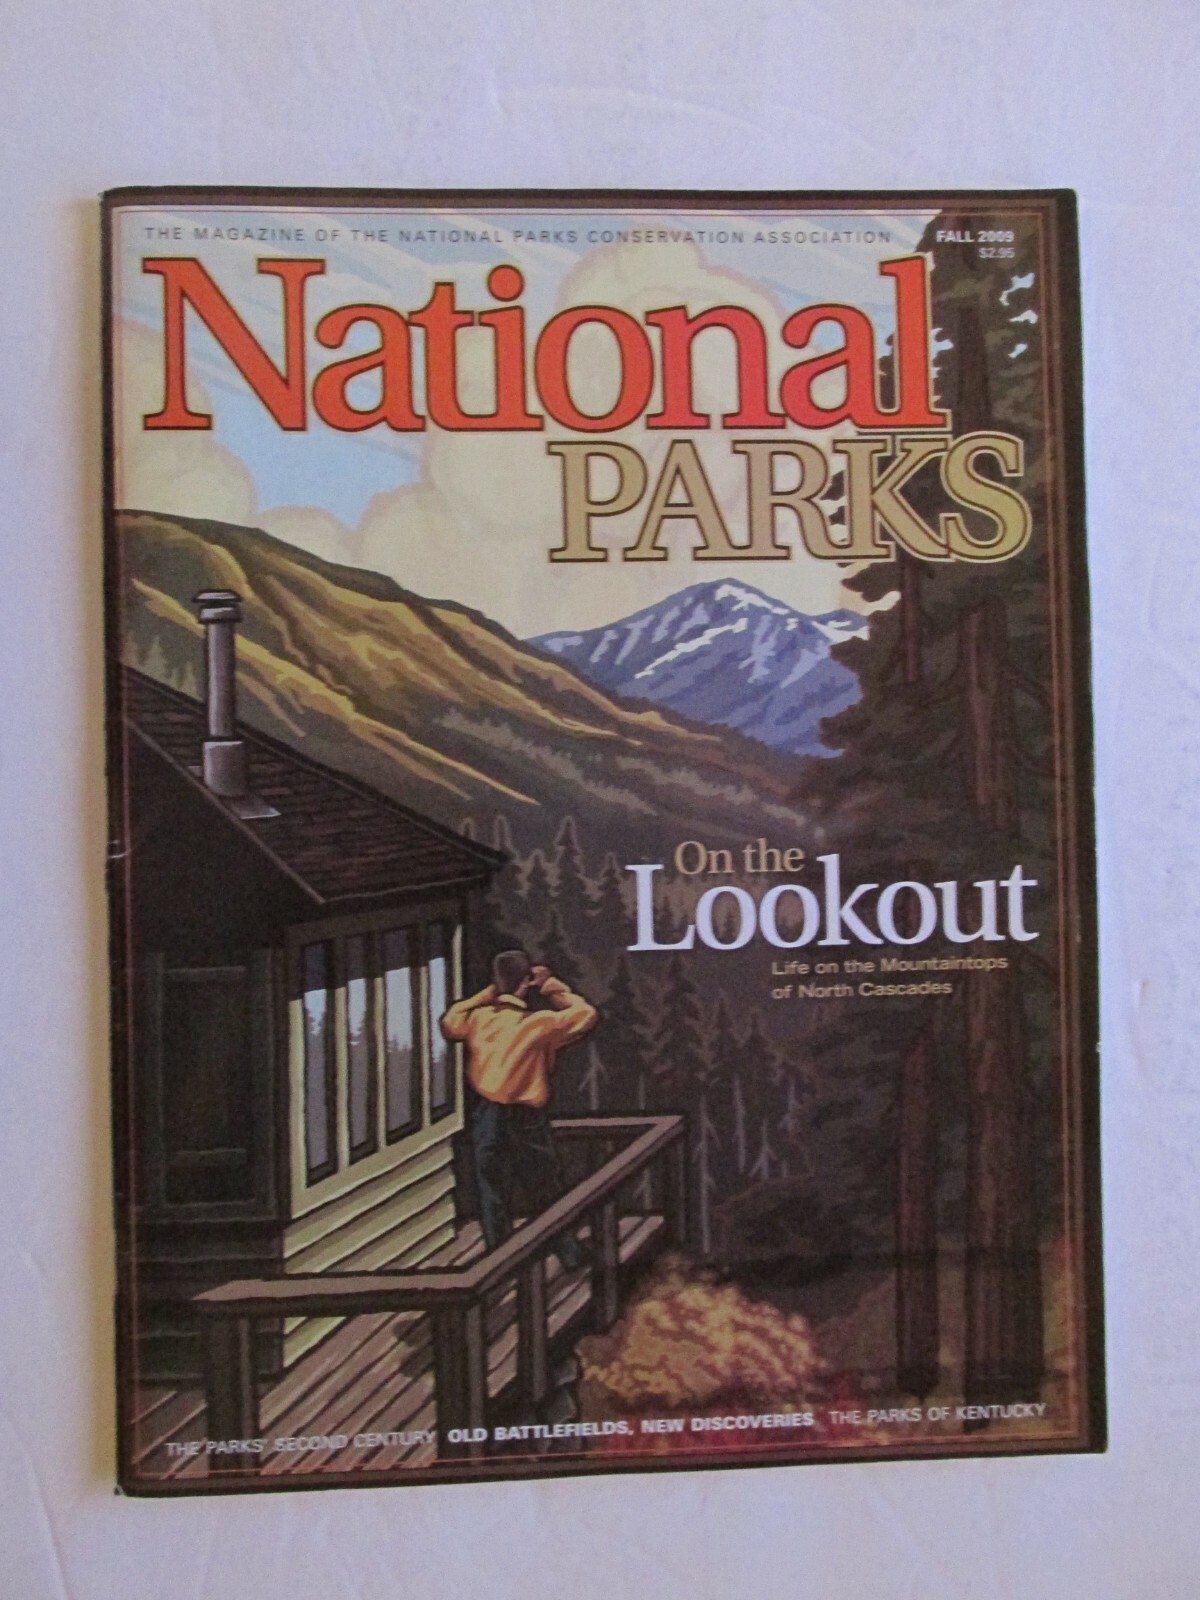 THE MAGAZINE OF THE NATIONAL PARKS CONSERVATION ASSOCIATION
FALL 2009
$2.95
National
PARKS
On the
Lookout
Life on the Mountaintops
of North Cascades
THE PARKS' SECOND CENTURY OLD BATTLEFIELDS, NEW DISCOVERIES THE PARKS OF KENTUCKY